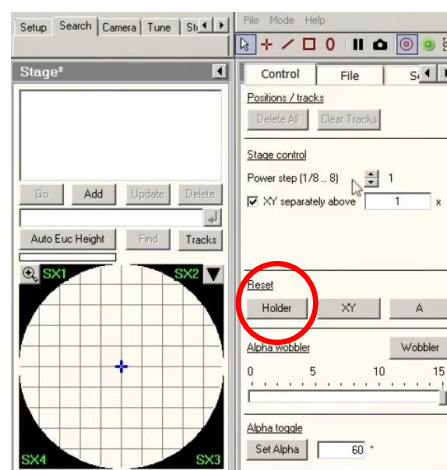 Setup Search Camera Tune
Stage²
Go Add Update Delete
Auto Euc Height Find Tracks
SX1 SX2
SX4 SX3
File Mode Help
Control File
Positions / tracks
Delete All Clear Tracks
Stage control
Power step (1/8 .. 8) 1
XY separately above 1 x
Reset
Holder XY A
Alpha wobbler Wobbler
0 5 10 15
Alpha toggle
Set Alpha 60 °